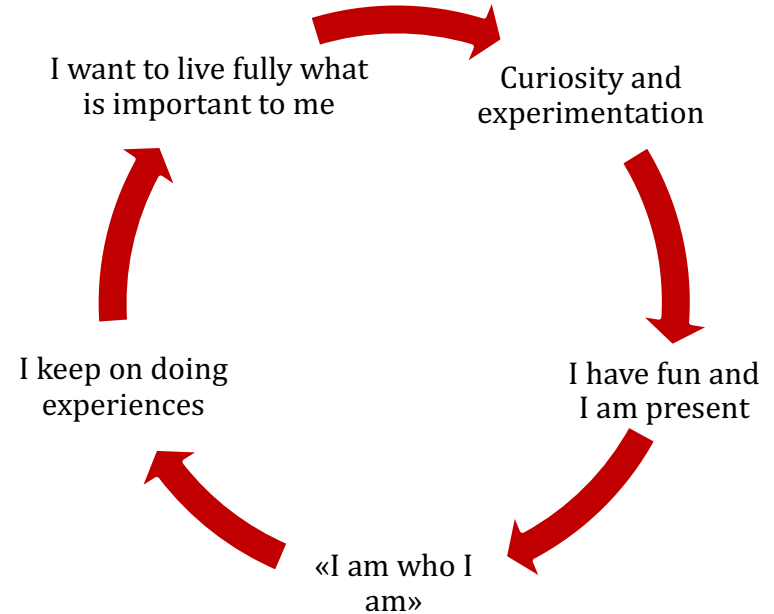 I want to live fully what
is important to me
Curiosity and
experimentation
I have fun and
I am present
«I am who I
am»
I keep on doing
experiences